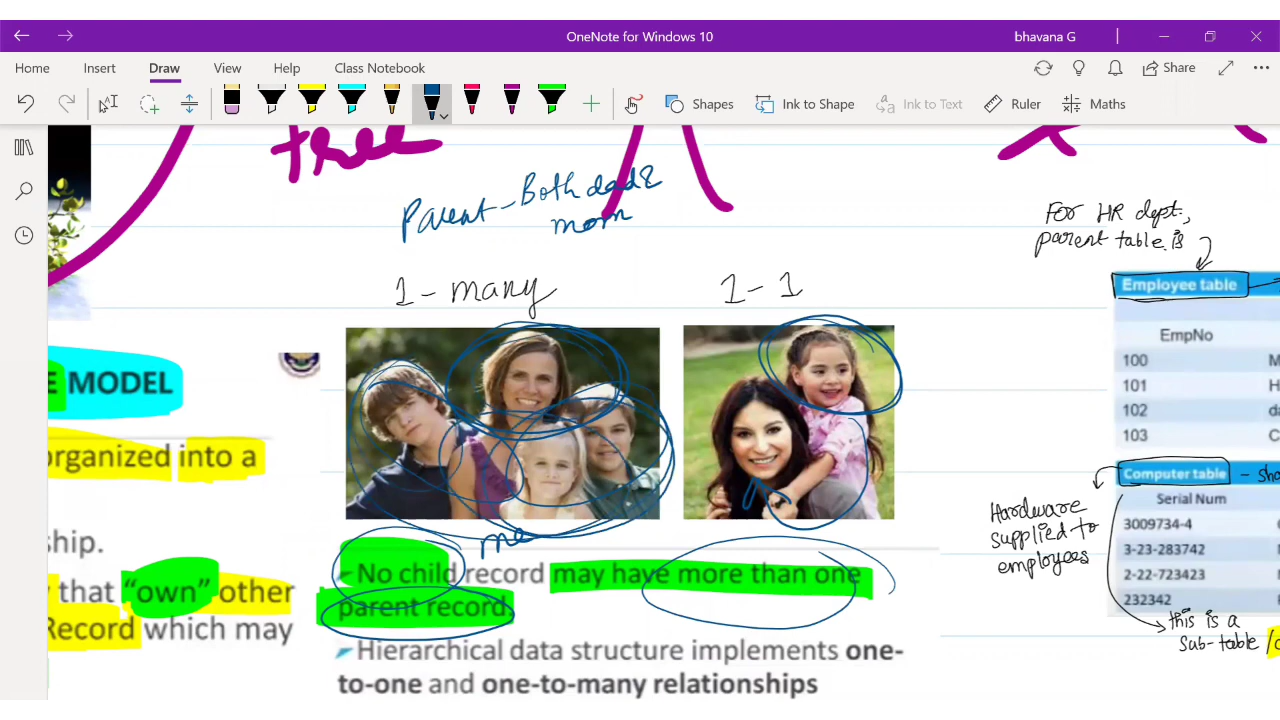 OneNote for Windows 10
bhavana G
Home
Insert
Draw
View
Help
Class Notebook
Share
Shapes
Ink to Shape
Ink to Text
Ruler
Maths
tree
Parent - Both dad &
mom
1 - many
1 - 1
E MODEL
organized into a
ship.
that "own" other
Record which may
me
No child record may have more than one
parent record
Hierarchical data structure implements one-
to-one and one-to-many relationships
For HR dept,
parent table is
Employee table
EmpNo
100 M
101 H
102 da
103 C
Computer table - sha
Serial Num
3009734-4
3-23-283742
2-22-723423
232342
Hardware
supplied to
employees
this is a
sub-table /c